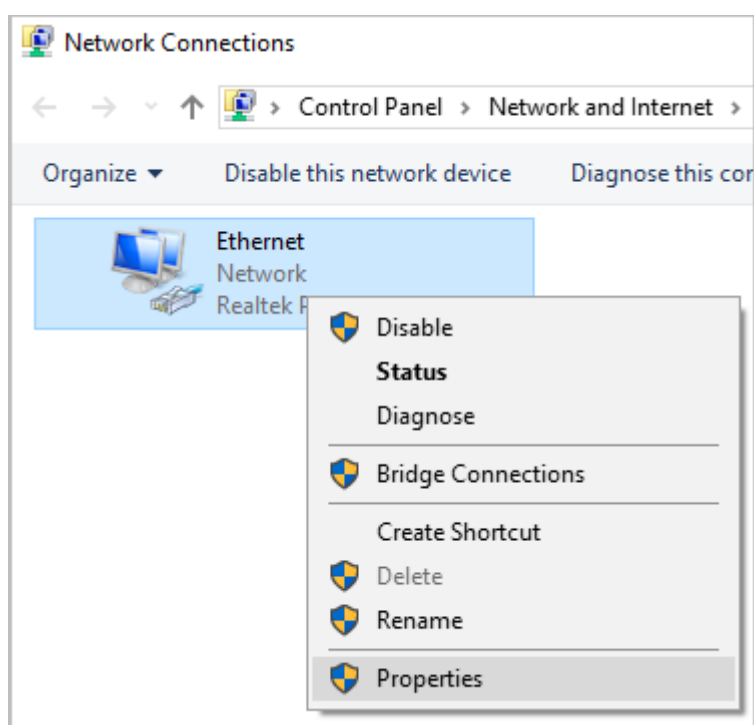 Network Connections
Control Panel > Network and Internet >
Organize Disable this network device Diagnose this
Ethernet
Network
Realtek
Disable
Status
Diagnose
Bridge Connections
Create Shortcut
Delete
Rename
Properties